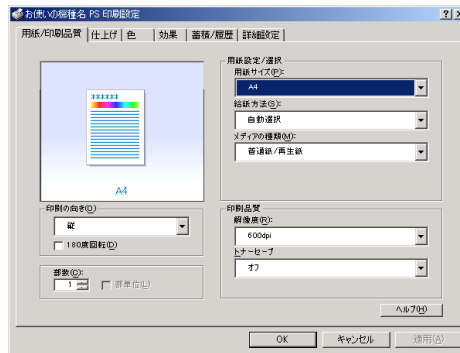 お使いの機種名 PS 印刷設定
用紙/印刷品質 仕上げ 色 効果 蓄積/履歴 詳細設定
******
A4
用紙設定/選択
用紙サイズ(P):
A4
給紙方法(S):
自動選択
メディアの種類(M):
普通紙/再生紙
印刷の向き(O)
縦
180度回転(D)
部数(C):
1
部単位(L)
印刷品質
解像度(R):
600dpi
トナーセーブ
オフ
ヘルプ(H)
OK キャンセル 適用(A)